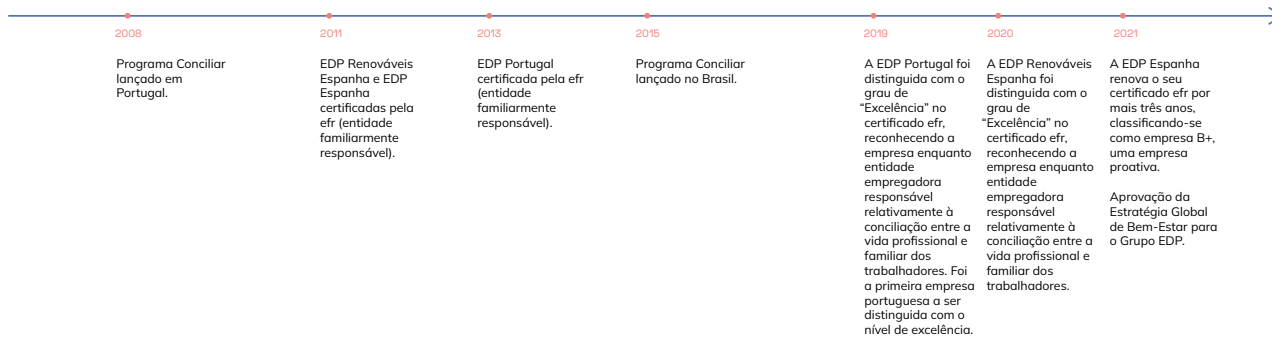 2008
Programa Conciliar
lançado em
Portugal.
2011
EDP Renováveis
Espanha e EDP
Espanha
certificadas pela
efr (entidade
familiarmente
responsável).
2013
EDP Portugal
certificada pela efr
(entidade
familiarmente
responsável).
2015
Programa Conciliar
lançado no Brasil.
2019
A EDP Portugal foi
distinguida com o
grau de
“Excelência” no
certificado efr,
reconhecendo a
empresa enquanto
entidade
empregadora
responsável
relativamente à
conciliação entre a
vida profissional e
familiar dos
trabalhadores. Foi
a primeira empresa
portuguesa a ser
distinguida com o
nível de excelência.
2020
A EDP Renováveis
Espanha foi
distinguida com o
grau de
“Excelência” no
certificado efr,
reconhecendo a
empresa enquanto
entidade
empregadora
responsável
relativamente à
conciliação entre a
vida profissional e
familiar dos
trabalhadores.
2021
A EDP Espanha
renova o seu
certificado efr por
mais três anos,
classificando-se
como empresa B+,
uma empresa
proativa.
Aprovação da
Estratégia Global
de Bem-Estar para
o Grupo EDP.